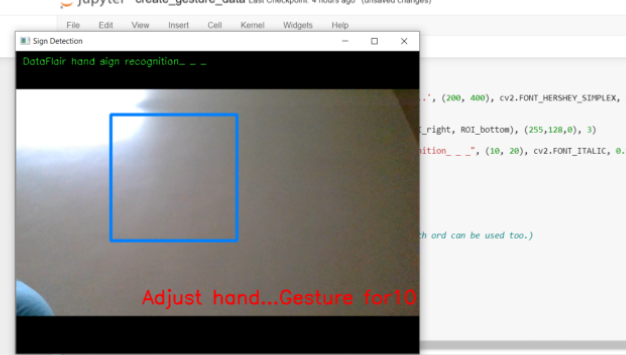 jupyter create_gesture_data Last Checkpoint: 4 hours ago (unsaved changes)
File Edit View Insert Cell Kernel Widgets Help
Sign Detection
DataFlair hand sign recognition_ _ _
.', (200, 400), cv2.FONT_HERSHEY_SIMPLEX,
_right, ROI_bottom), (255,128,0), 3)
ition_ _ _", (10, 20), cv2.FONT_ITALIC, 0.
h ord can be used too.)
Adjust hand...Gesture for10